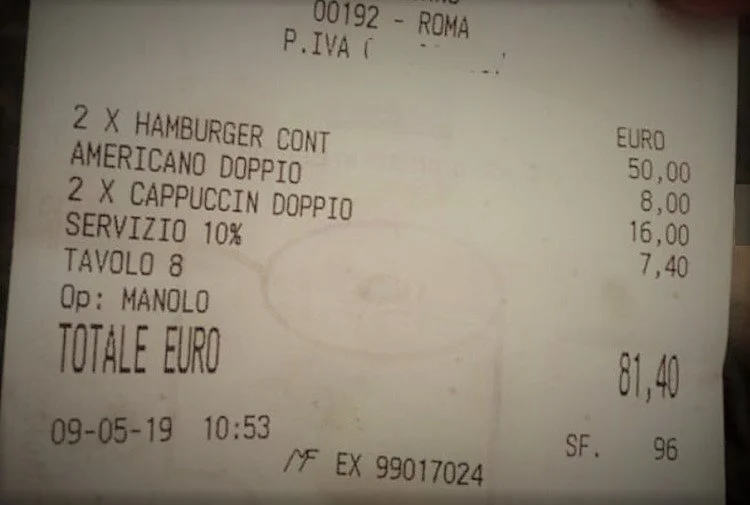 00192 - ROMA
P.IVA
EURO
2 X HAMBURGER CONT 50,00
AMERICANO DOPPIO 8,00
2 X CAPPUCCIN DOPPIO 16,00
SERVIZIO 10% 7,40
TAVOLO 8
Op: MANOLO
TOTALE EURO 81,40
09-05-19 10:53 SF. 96
MF EX 99017024